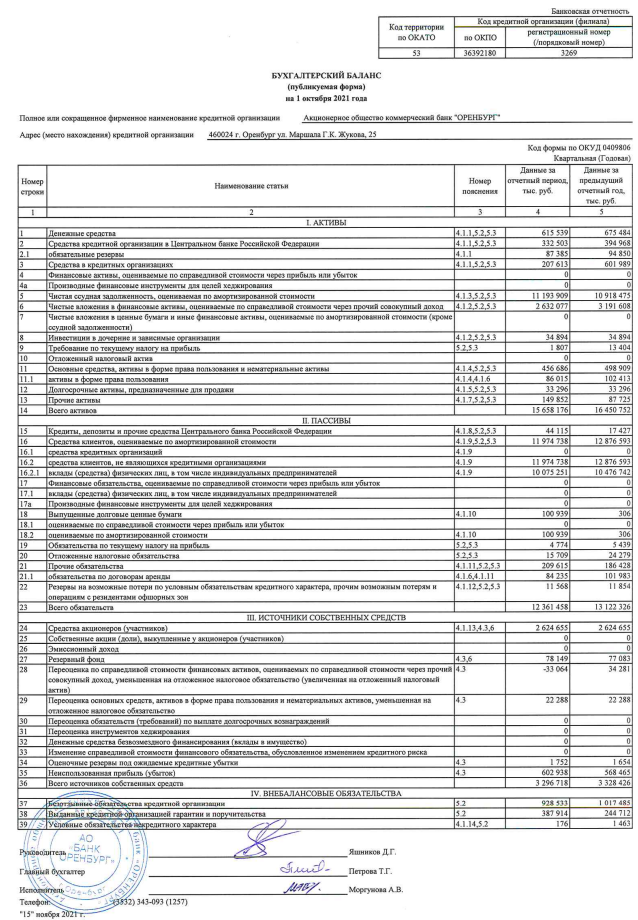 Банковская отчетность
Код территории по ОКАТО | Код кредитной организации (филиала)
по ОКПО | регистрационный номер (/порядковый номер)
53 | 36392180 | 3269
БУХГАЛТЕРСКИЙ БАЛАНС
(публикуемая форма)
на 1 октября 2021 года
Полное или сокращенное фирменное наименование кредитной организации Акционерное общество коммерческий банк "ОРЕНБУРГ"
Адрес (место нахождения) кредитной организации 460024 г. Оренбург ул. Маршала Г.К. Жукова, 25
Код формы по ОКУД 0409806
Квартальная (Годовая)
Номер строки | Наименование статьи | Номер пояснения | Данные за отчетный период, тыс. руб. | Данные за предыдущий отчетный год, тыс. руб.
1 | 2 | 3 | 4 | 5
I. АКТИВЫ
1 | Денежные средства | 4.1.1,5.2,5.3 | 615 539 | 675 484
2 | Средства кредитной организации в Центральном банке Российской Федерации | 4.1.1,5.2,5.3 | 332 503 | 394 968
2.1 | обязательные резервы | 4.1.1 | 87 385 | 94 850
3 | Средства в кредитных организациях | 4.1.1,5.2,5.3 | 207 613 | 601 989
4 | Финансовые активы, оцениваемые по справедливой стоимости через прибыль или убыток | 0 | 0
4а | Производные финансовые инструменты для целей хеджирования | 0 | 0
5 | Чистая ссудная задолженность, оцениваемая по амортизированной стоимости | 4.1.3,5.2,5.3 | 11 193 909 | 10 918 475
6 | Чистые вложения в финансовые активы, оцениваемые по справедливой стоимости через прочий совокупный доход | 4.1.2,5.2,5.3 | 2 632 077 | 3 191 608
7 | Чистые вложения в ценные бумаги и иные финансовые активы, оцениваемые по амортизированной стоимости (кроме ссудной задолженности) | 0 | 0
8 | Инвестиции в дочерние и зависимые организации | 4.1.2,5.2,5.3 | 34 894 | 34 894
9 | Требование по текущему налогу на прибыль | 5.2,5.3 | 1 807 | 13 404
10 | Отложенный налоговый актив | 0 | 0
11 | Основные средства, активы в форме права пользования и нематериальные активы | 4.1.4,5.2,5.3 | 456 686 | 498 909
11.1 | активы в форме права пользования | 4.1.4,4.1.6 | 86 015 | 102 413
12 | Долгосрочные активы, предназначенные для продажи | 4.1.5,5.2,5.3 | 33 296 | 33 296
13 | Прочие активы | 4.1.7,5.2,5.3 | 149 852 | 87 725
14 | Всего активов | 15 658 176 | 16 450 752
II. ПАССИВЫ
15 | Кредиты, депозиты и прочие средства Центрального банка Российской Федерации | 4.1.8,5.2,5.3 | 44 115 | 17 427
16 | Средства клиентов, оцениваемые по амортизированной стоимости | 4.1.9,5.2,5.3 | 11 974 738 | 12 876 593
16.1 | средства кредитных организаций | 4.1.9 | 0 | 0
16.2 | средства клиентов, не являющихся кредитными организациями | 4.1.9 | 11 974 738 | 12 876 593
16.2.1 | вклады (средства) физических лиц, в том числе индивидуальных предпринимателей | 4.1.9 | 10 075 251 | 10 476 742
17 | Финансовые обязательства, оцениваемые по справедливой стоимости через прибыль или убыток | 0 | 0
17.1 | вклады (средства) физических лиц, в том числе индивидуальных предпринимателей | 0 | 0
17а | Производные финансовые инструменты для целей хеджирования | 0 | 0
18 | Выпущенные долговые ценные бумаги | 4.1.10 | 100 939 | 306
18.1 | оцениваемые по справедливой стоимости через прибыль или убыток | 0 | 0
18.2 | оцениваемые по амортизированной стоимости | 4.1.10 | 100 939 | 306
19 | Обязательства по текущему налогу на прибыль | 5.2,5.3 | 4 774 | 5 439
20 | Отложенные налоговые обязательства | 5.2,5.3 | 15 709 | 24 279
21 | Прочие обязательства | 4.1.11,5.2,5.3 | 209 615 | 186 428
21.1 | обязательства по договорам аренды | 4.1.6,4.1.11 | 84 235 | 101 983
22 | Резервы на возможные потери по условным обязательствам кредитного характера, прочим возможным потерям и операциям с резидентами офшорных зон | 4.1.12,5.2,5.3 | 11 568 | 11 854
23 | Всего обязательств | 12 361 458 | 13 122 326
III. ИСТОЧНИКИ СОБСТВЕННЫХ СРЕДСТВ
24 | Средства акционеров (участников) | 4.1.13,4.3,6 | 2 624 655 | 2 624 655
25 | Собственные акции (доли), выкупленные у акционеров (участников) | 0 | 0
26 | Эмиссионный доход | 0 | 0
27 | Резервный фонд | 4.3,6 | 78 149 | 77 083
28 | Переоценка по справедливой стоимости финансовых активов, оцениваемых по справедливой стоимости через прочий совокупный доход, уменьшенная на отложенное налоговое обязательство (увеличенная на отложенный налоговый актив) | 4.3 | -33 064 | 34 281
29 | Переоценка основных средств, активов в форме права пользования и нематериальных активов, уменьшенная на отложенное налоговое обязательство | 4.3 | 22 288 | 22 288
30 | Переоценка обязательств (требований) по выплате долгосрочных вознаграждений | 0 | 0
31 | Переоценка инструментов хеджирования | 0 | 0
32 | Денежные средства безвозмездного финансирования (вклады в имущество) | 0 | 0
33 | Изменение справедливой стоимости финансового обязательства, обусловленное изменением кредитного риска | 0 | 0
34 | Оценочные резервы под ожидаемые кредитные убытки | 4.3 | 1 752 | 1 654
35 | Неиспользованная прибыль (убыток) | 4.3 | 602 938 | 568 465
36 | Всего источников собственных средств | 3 296 718 | 3 328 426
IV. ВНЕБАЛАНСОВЫЕ ОБЯЗАТЕЛЬСТВА
37 | Безотзывные обязательства кредитной организации | 5.2 | 928 533 | 1 017 485
38 | Выданные кредитной организацией гарантии и поручительства | 5.2 | 387 914 | 244 712
39 | Условные обязательства некредитного характера | 4.1.14,5.2 | 176 | 1 463
АО
"БАНК
ОРЕНБУРГ"
Руководитель Яшников Д.Г.
Главный бухгалтер Петрова Т.Г.
Исполнитель Моргунова А.В.
Телефон: (3532) 343-093 (1257)
"15" ноября 2021 г.